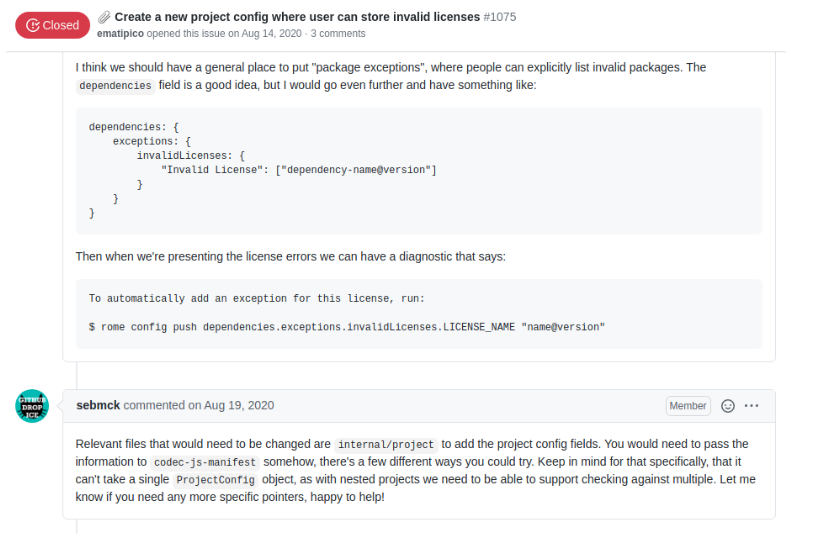 Closed
Create a new project config where user can store invalid licenses #1075
ematipico opened this issue on Aug 14, 2020 · 3 comments
I think we should have a general place to put "package exceptions", where people can explicitly list invalid packages. The
dependencies field is a good idea, but I would go even further and have something like:
dependencies: {
    exceptions: {
        invalidLicenses: {
            "Invalid License": ["dependency-name@version"]
        }
    }
}
Then when we're presenting the license errors we can have a diagnostic that says:
To automatically add an exception for this license, run:
$ rome config push dependencies.exceptions.invalidLicenses.LICENSE_NAME "name@version"
GITHUB
DROP
ICE
sebmck commented on Aug 19, 2020
Member
Relevant files that would need to be changed are internal/project to add the project config fields. You would need to pass the
information to codec-js-manifest somehow, there's a few different ways you could try. Keep in mind for that specifically, that it
can't take a single ProjectConfig object, as with nested projects we need to be able to support checking against multiple. Let me
know if you need any more specific pointers, happy to help!